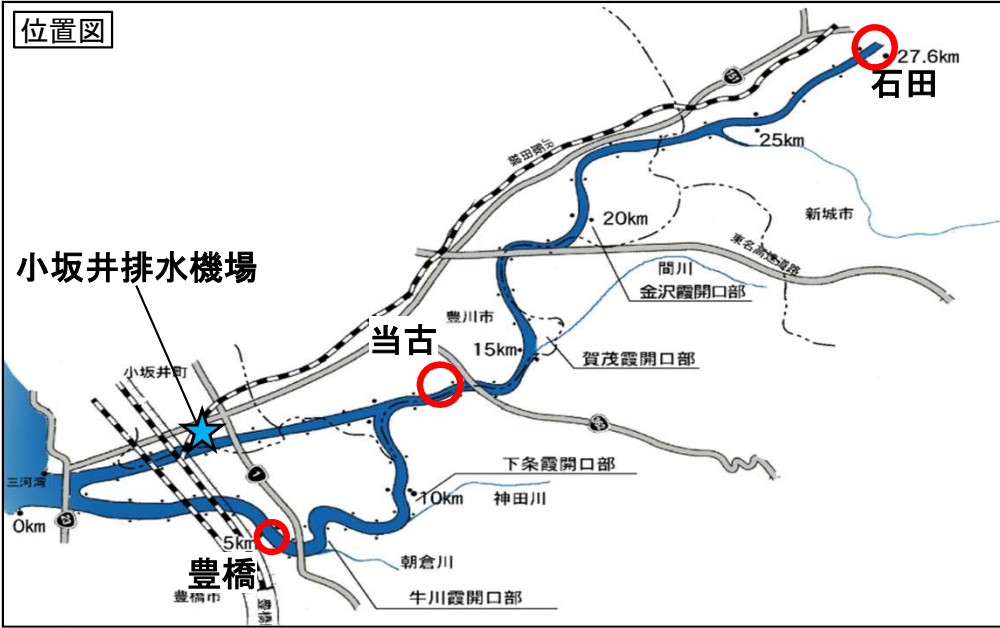 位置図
151
27.6km
石田
25km
JR飯田線
20km
新城市
東名高速道路
間川
金沢霞開口部
小坂井排水機場
豊川市
当古
15km
賀茂霞開口部
小坂井町
下条霞開口部
10km
神田川
三河湾
1
0km
23
5km
豊橋
朝倉川
豊橋市
牛川霞開口部